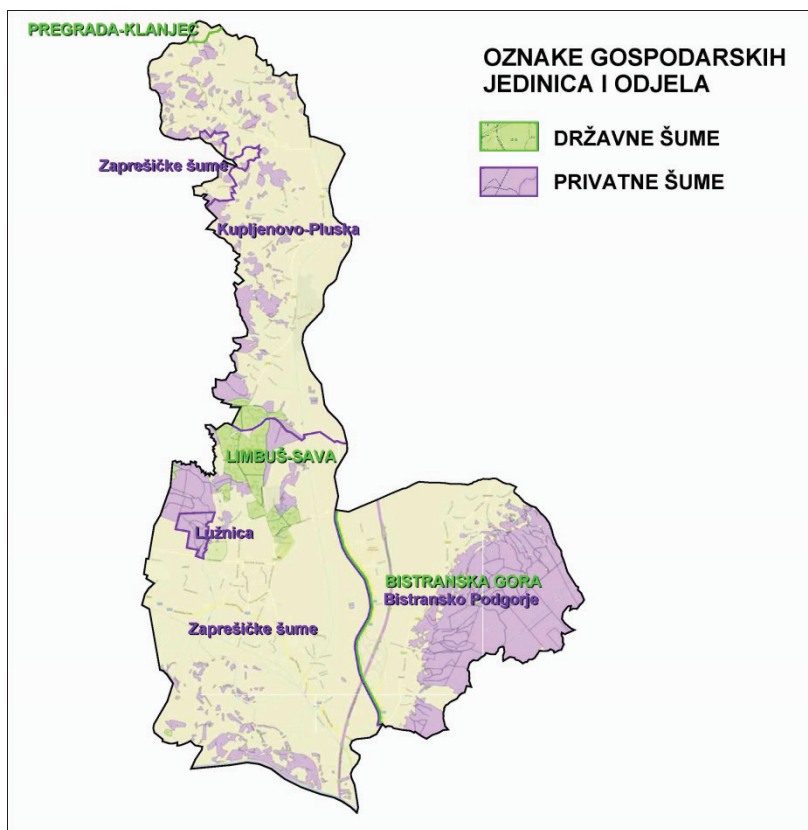 PREGRADA-KLANJEC
OZNAKE GOSPODARSKIH
JEDINICA I ODJELA
DRŽAVNE ŠUME
PRIVATNE ŠUME
Zaprešičke šume
Kupljenovo-Pluska
LIMBUŠ-SAVA
Lužnica
BISTRANSKA GORA
Bistransko Podgorje
Zaprešičke šume